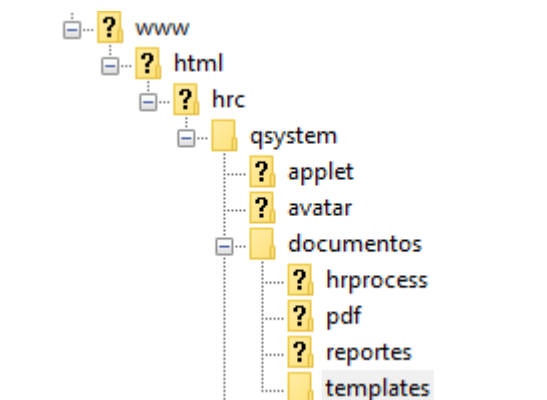 www
html
hrc
qsystem
applet
avatar
documentos
hrprocess
pdf
reportes
templates